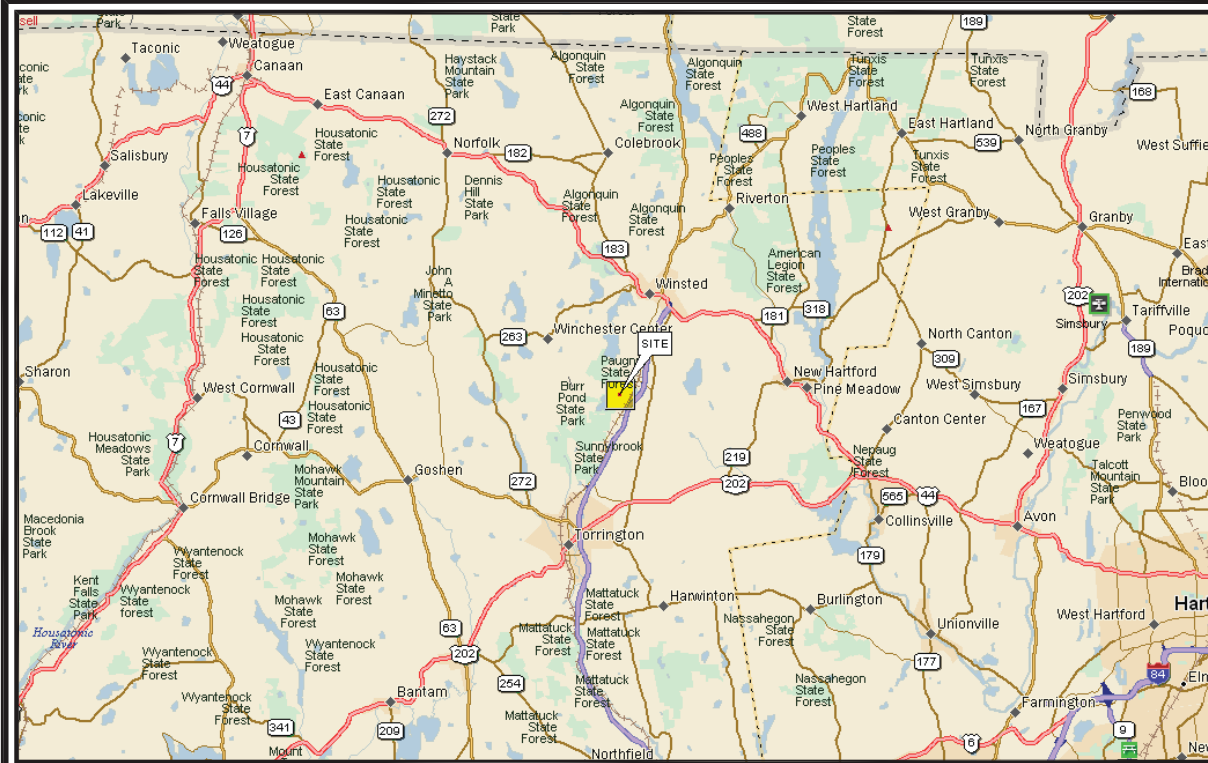 sell
State
Park
Taconic
Weatogue
Canaan
44
East Canaan
7
Salisbury
Lakeville
112
41
Falls Village
126
Housatonic
State
Forest
Housatonic
State
Forest
Housatonic
State
Forest
Housatonic
State
Forest
Housatonic
State
Forest
Housatonic
State
Forest
Housatonic
State
Forest
Housatonic
State
Forest
Housatonic
State
Forest
Housatonic
State
Forest
272
Haystack
Mountain
State
Park
Norfolk
182
Dennis
Hill
State
Park
State
Park
Algonquin
State
Forest
Algonquin
State
Forest
Algonquin
State
Forest
Algonquin
State
Forest
Algonquin
State
Forest
Colebrook
183
Winsted
John
A
Minetto
State
Park
263
Winchester Center
SITE
Paugny
State
Forest
Burr
Pond
State
Park
Sunnybrook
State
Park
State
Forest
189
Tunxis
State
Forest
Tunxis
State
Forest
Tunxis
State
Forest
168
West Hartland
488
East Hartland
539
North Granby
West Suffie
Peoples
State
Forest
Peoples
State
Forest
Riverton
West Granby
Granby
East
Brad
Internatio
American
Legion
State
Forest
181
318
202
Simsbury
Tariffville
Poquo
189
North Canton
309
West Simsbury
Simsbury
167
New Hartford
Pine Meadow
Canton Center
Weatogue
Penwood
State
Park
Talcott
Mountain
State
Park
Bloo
Nepaug
State
Forest
219
202
565
44
Collinsville
Avon
179
Sharon
63
West Cornwall
43
7
Housatonic
Meadows
State
Park
Cornwall
Mohawk
Mountain
State
Park
Goshen
272
Cornwall Bridge
Torrington
Macedonia
Brook
State
Park
Wyantenock
State
Forest
Mohawk
State
Forest
Mohawk
State
Forest
Mohawk
State
Forest
Kent
Falls
State
Park
Wyantenock
State
forest
Housatonic
River
Wyantenock
State
Forest
Wyantenock
State
Forest
Wyantenock
State
Forest
63
202
Bantam
209
254
341
Mount
Mattatuck
State
Forest
Mattatuck
State
Forest
Mattatuck
State
Forest
Mattatuck
State
Forest
Mattatuck
State
Forest
Northfield
Harwinton
Nassahegon
State
Forest
Burlington
Nassahegon
State
Forest
Unionville
177
West Hartford
Hart
84
Elm
Farmington
6
9
New